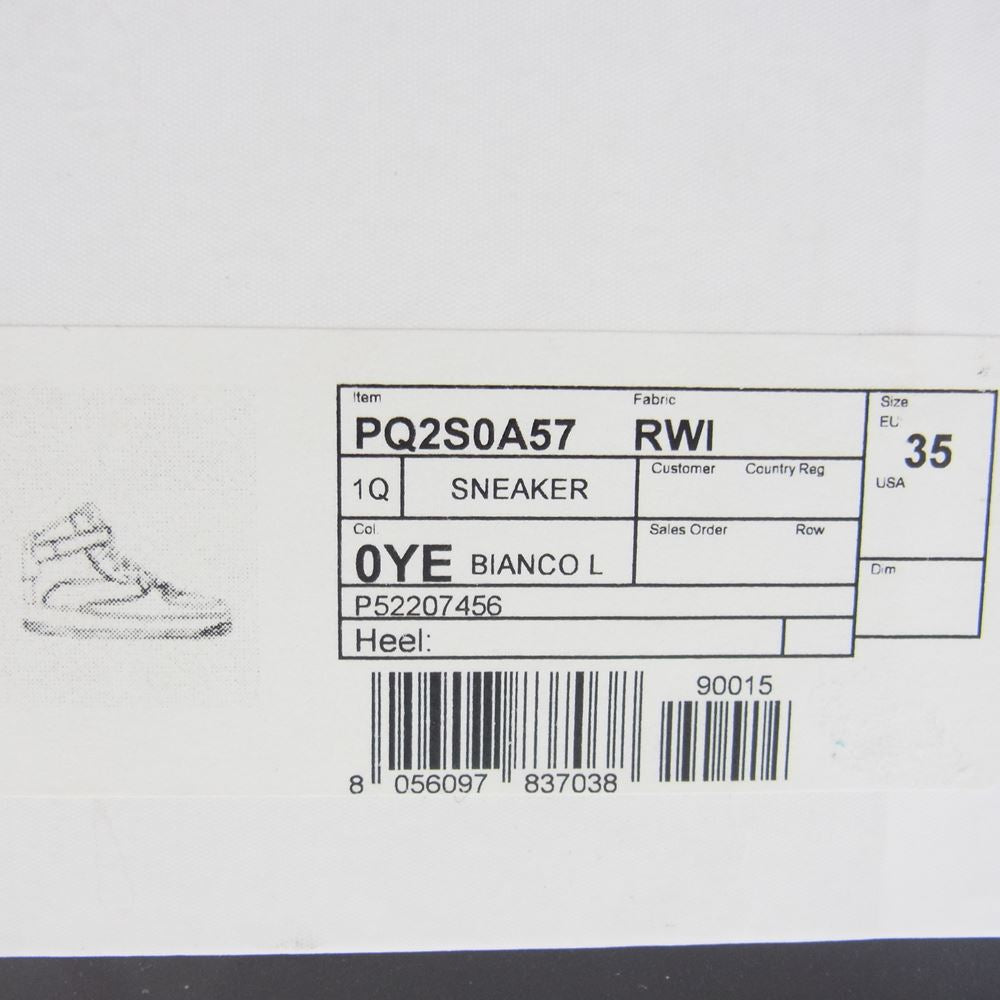 Item Fabric Size
PQ2S0A57 RWI EU 35
1Q SNEAKER Customer Country Reg USA
Col. Sales Order Row
0YE BIANCO L Dim
P52207456
Heel:
90015
8 056097 837038